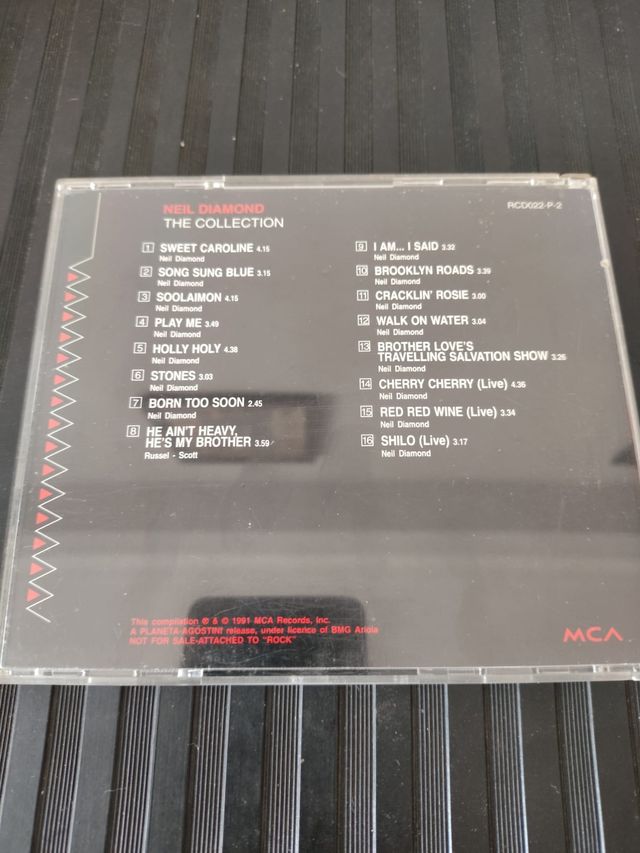 NEIL DIAMOND
THE COLLECTION
RCD022-P-2
1 SWEET CAROLINE 4.15
Neil Diamond
2 SONG SUNG BLUE 3.15
Neil Diamond
3 SOOLAIMON 4.15
Neil Diamond
4 PLAY ME 3.49
Neil Diamond
5 HOLLY HOLY 4.38
Neil Diamond
6 STONES 3.03
Neil Diamond
7 BORN TOO SOON 2.45
Neil Diamond
8 HE AIN'T HEAVY,
HE'S MY BROTHER 3.59
Russel - Scott
9 I AM... I SAID 3.32
Neil Diamond
10 BROOKLYN ROADS 3.39
Neil Diamond
11 CRACKLIN' ROSIE 3.00
Neil Diamond
12 WALK ON WATER 3.04
Neil Diamond
13 BROTHER LOVE'S
TRAVELLING SALVATION SHOW 3.26
Neil Diamond
14 CHERRY CHERRY (Live) 4.36
Neil Diamond
15 RED RED WINE (Live) 3.34
Neil Diamond
16 SHILO (Live) 3.17
Neil Diamond
This compilation ℗ & © 1991 MCA Records, Inc.
A PLANETA-AGOSTINI release, under licence of BMG Ariola
NOT FOR SALE-ATTACHED TO "ROCK"
MCA